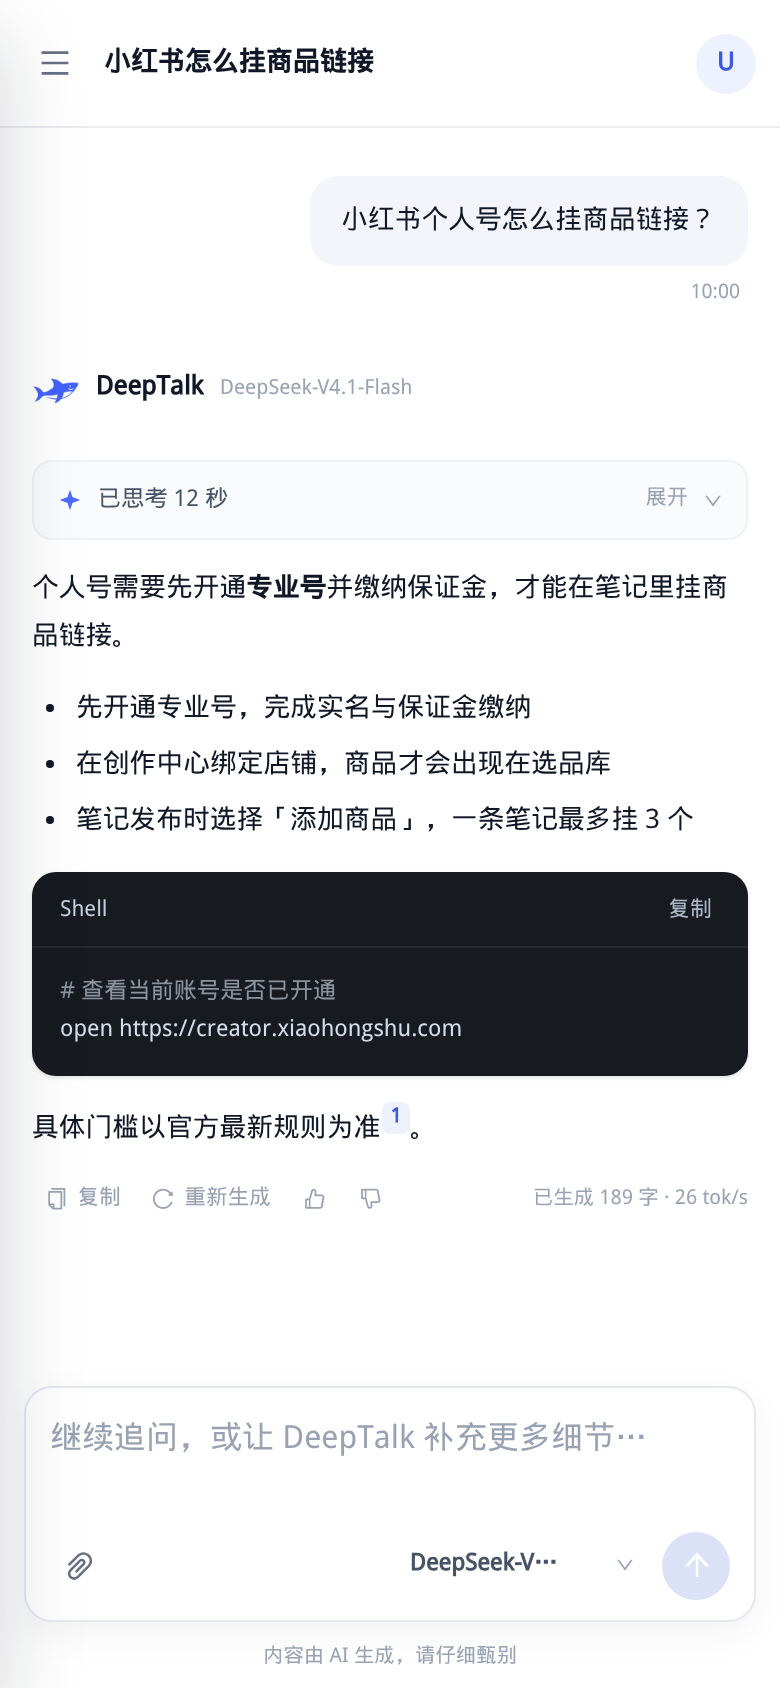 小红书怎么挂商品链接
U
小红书个人号怎么挂商品链接？
10:00
DeepTalk DeepSeek-V4.1-Flash
已思考 12 秒 展开
个人号需要先开通专业号并缴纳保证金，才能在笔记里挂商
品链接。
• 先开通专业号，完成实名与保证金缴纳
• 在创作中心绑定店铺，商品才会出现在选品库
• 笔记发布时选择「添加商品」，一条笔记最多挂 3 个
Shell 复制
# 查看当前账号是否已开通
open https://creator.xiaohongshu.com
具体门槛以官方最新规则为准1。
复制 重新生成 已生成 189 字 · 26 tok/s
继续追问，或让 DeepTalk 补充更多细节…
DeepSeek-V…
内容由 AI 生成，请仔细甄别